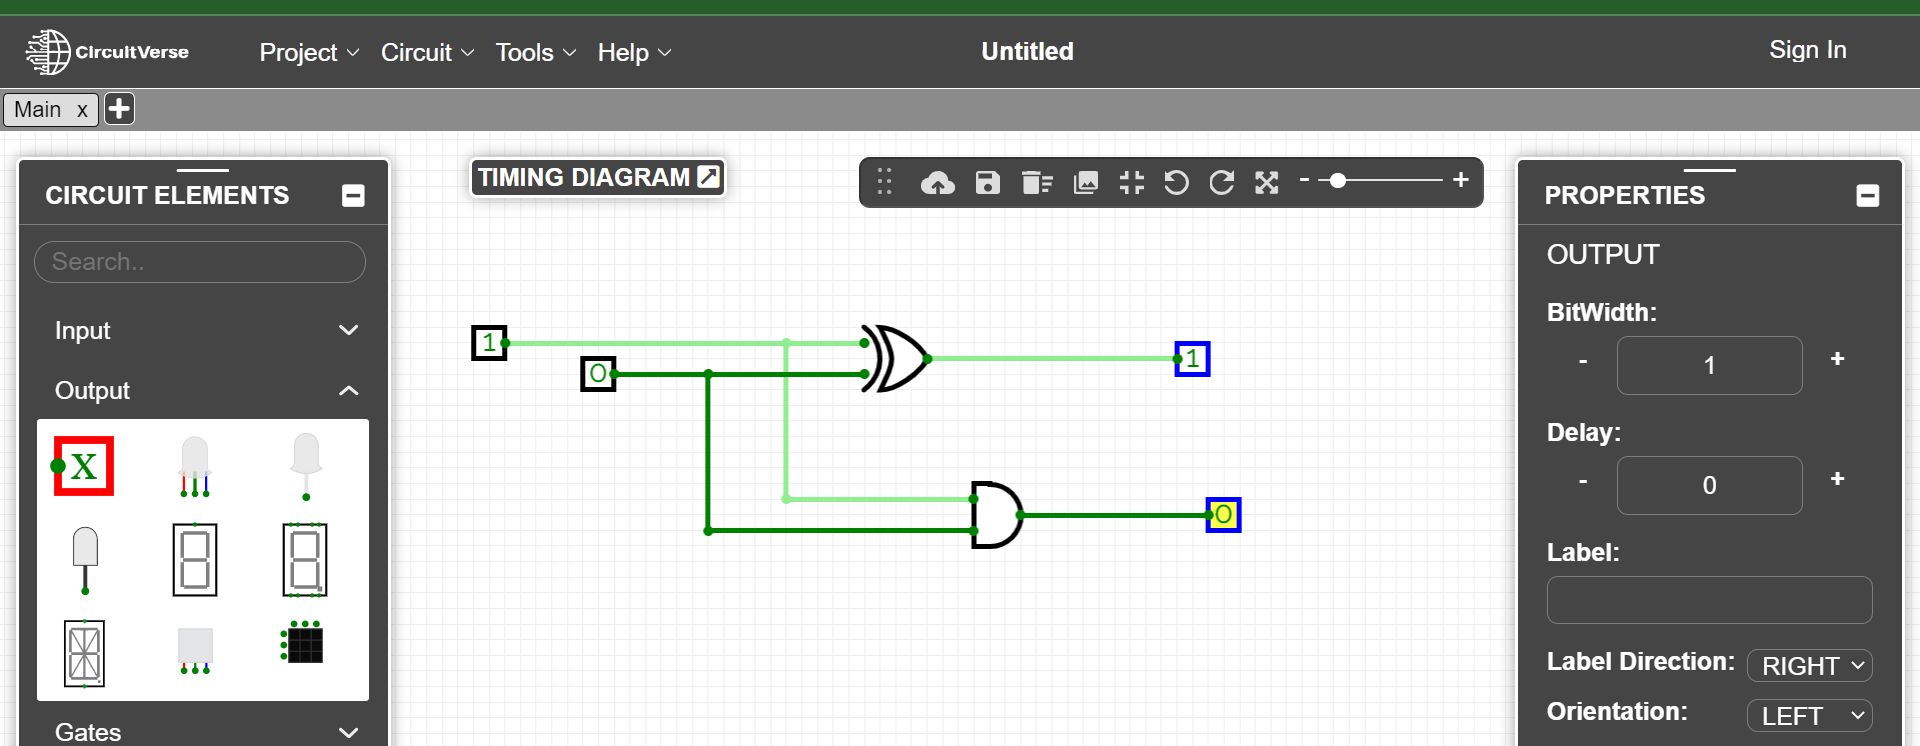 CircuitVerse
Project
Circuit
Tools
Help
Untitled
Sign In
Main x
TIMING DIAGRAM
- +
CIRCUIT ELEMENTS
Search..
Input
Output
X
Gates
1
0
1
0
PROPERTIES
OUTPUT
BitWidth:
- 1 +
Delay:
- 0 +
Label:
Label Direction: RIGHT
Orientation: LEFT